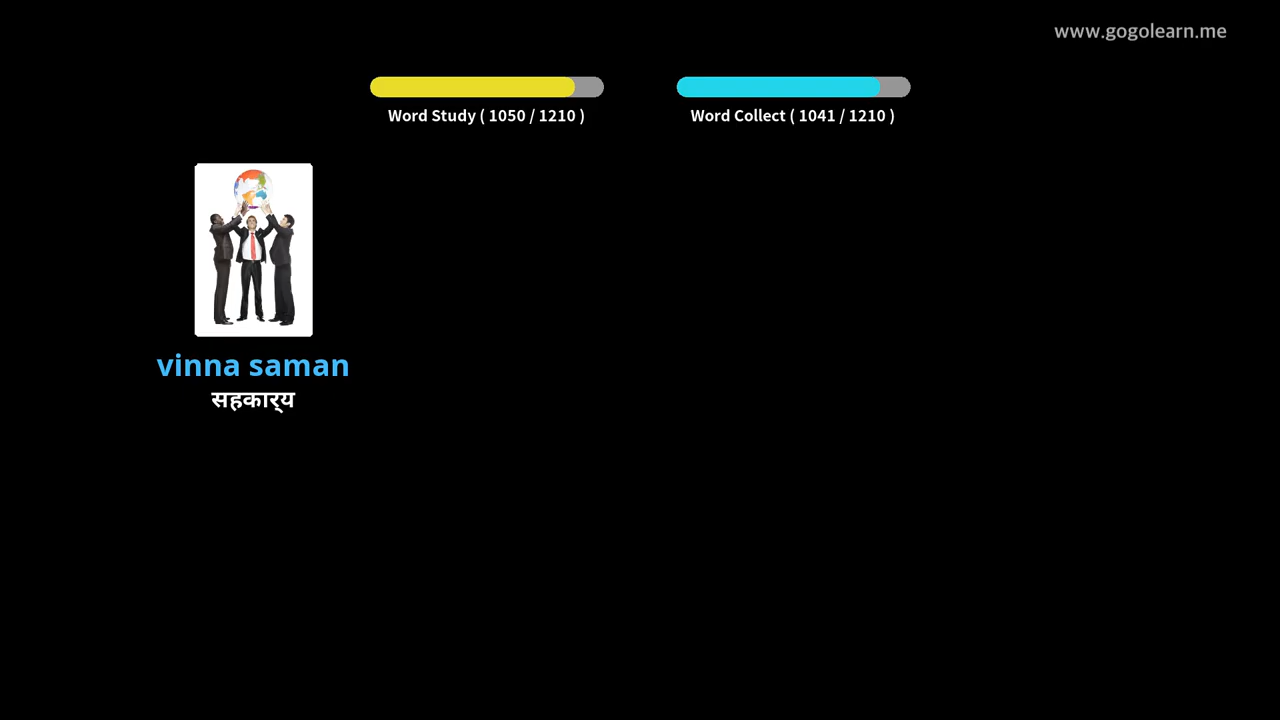 www.gogolearn.me
Word Study ( 1050 / 1210 )
Word Collect ( 1041 / 1210 )
vinna saman
सहकार्‍य